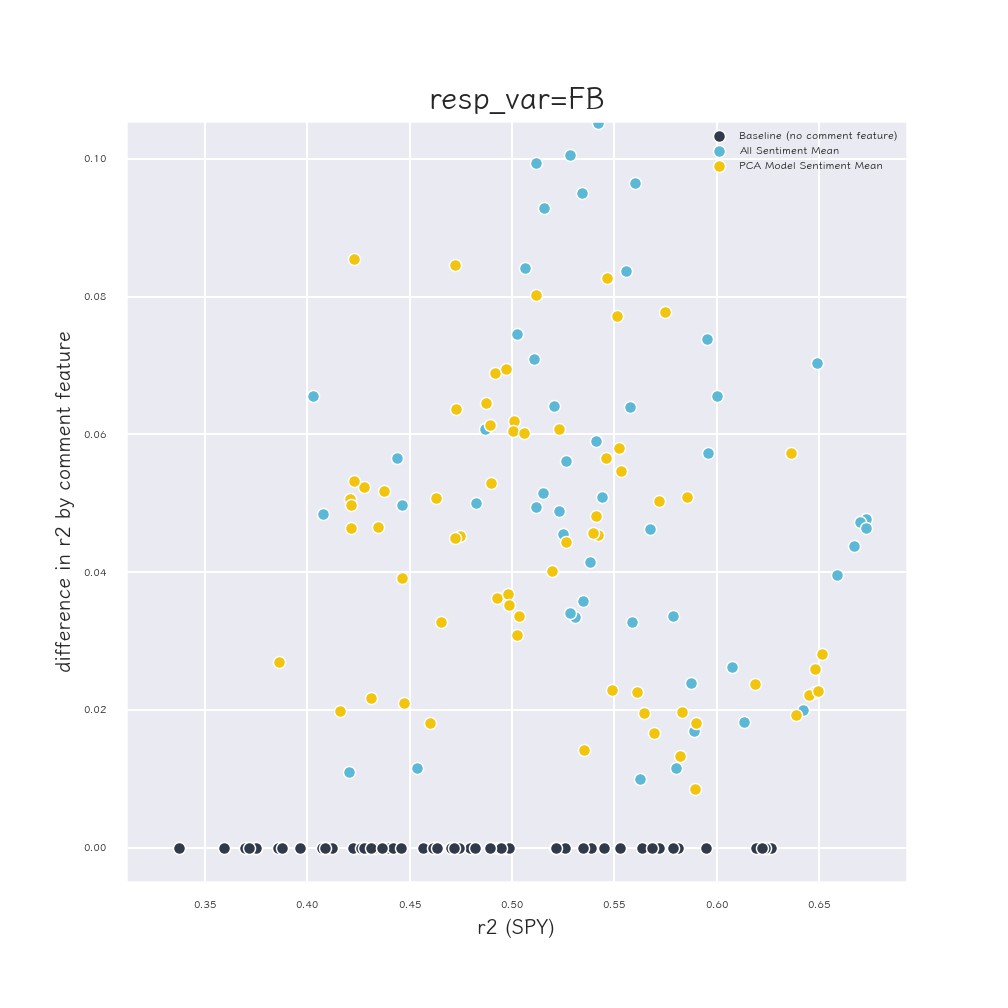 resp_var=FB
Baseline (no comment feature)
All Sentiment Mean
PCA Model Sentiment Mean
0.10
0.08
0.06
0.04
0.02
0.00
difference in r2 by comment feature
0.35
0.40
0.45
0.50
0.55
0.60
0.65
r2 (SPY)